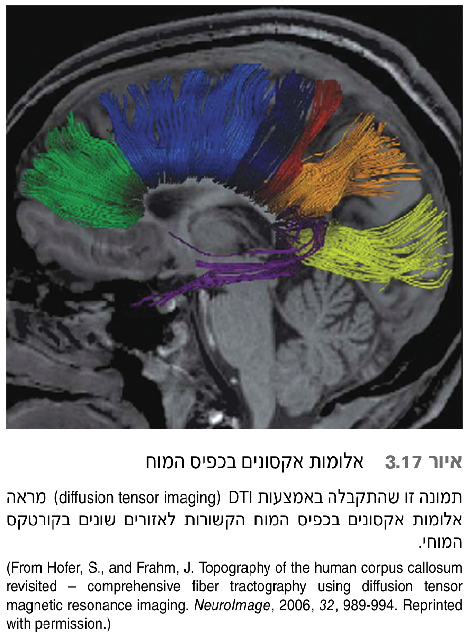 איור 3.17 אלומות אקסונים בכפיס המוח
תמונה זו שהתקבלה באמצעות DTI (diffusion tensor imaging) מראה
אלומות אקסונים בכפיס המוח הקשורות לאזורים שונים בקורטקס
המוחי.
(From Hofer, S., and Frahm, J. Topography of the human corpus callosum
revisited – comprehensive fiber tractography using diffusion tensor
magnetic resonance imaging. NeuroImage, 2006, 32, 989-994. Reprinted
with permission.)